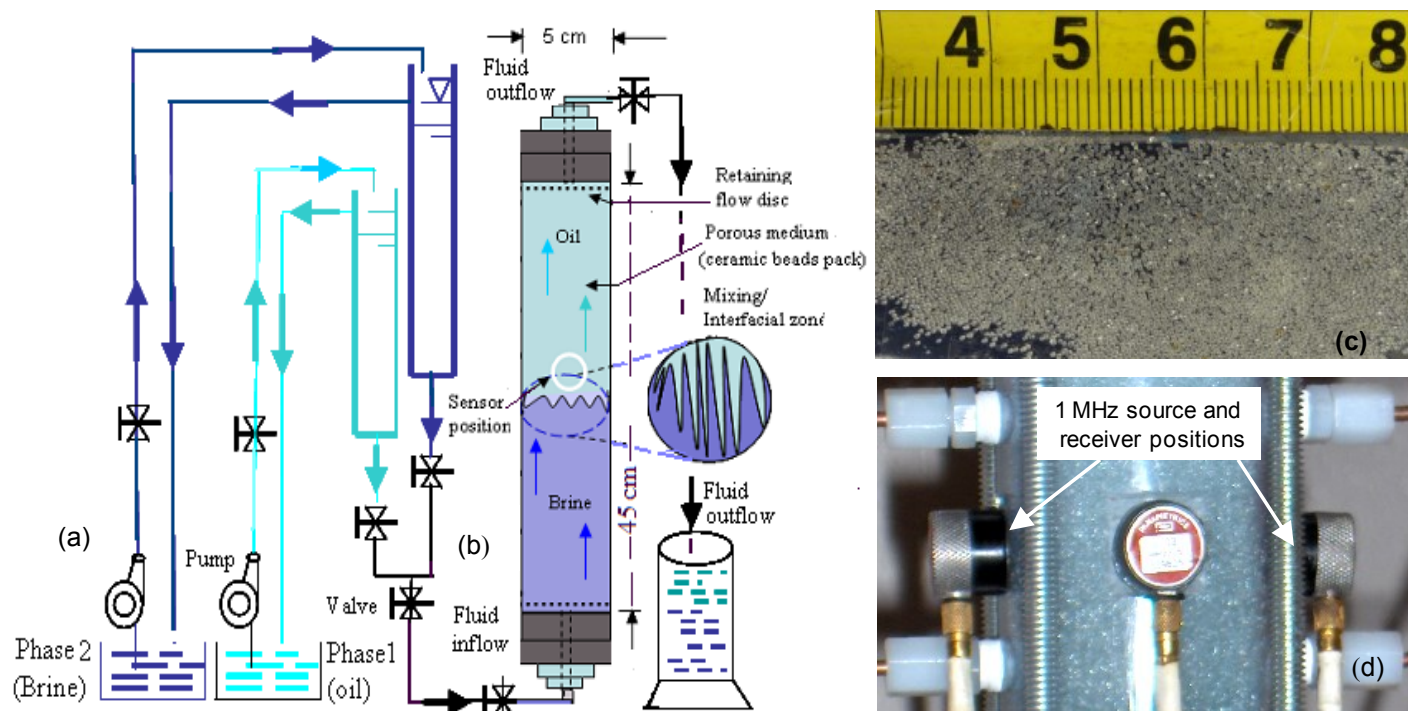 5 cm
Fluid
outflow
Retaining
flow disc
Oil
Porous medium
(ceramic beads pack)
Mixing/
Interfacial zone
Sensor
position
45 cm
Brine
Fluid
outflow
(a)
(b)
Pump
Valve
Fluid
inflow
Phase 2
(Brine)
Phase1
(oil)
4 5 6 7 8
(c)
1 MHz source and
receiver positions
PANAMETRICS
(d)